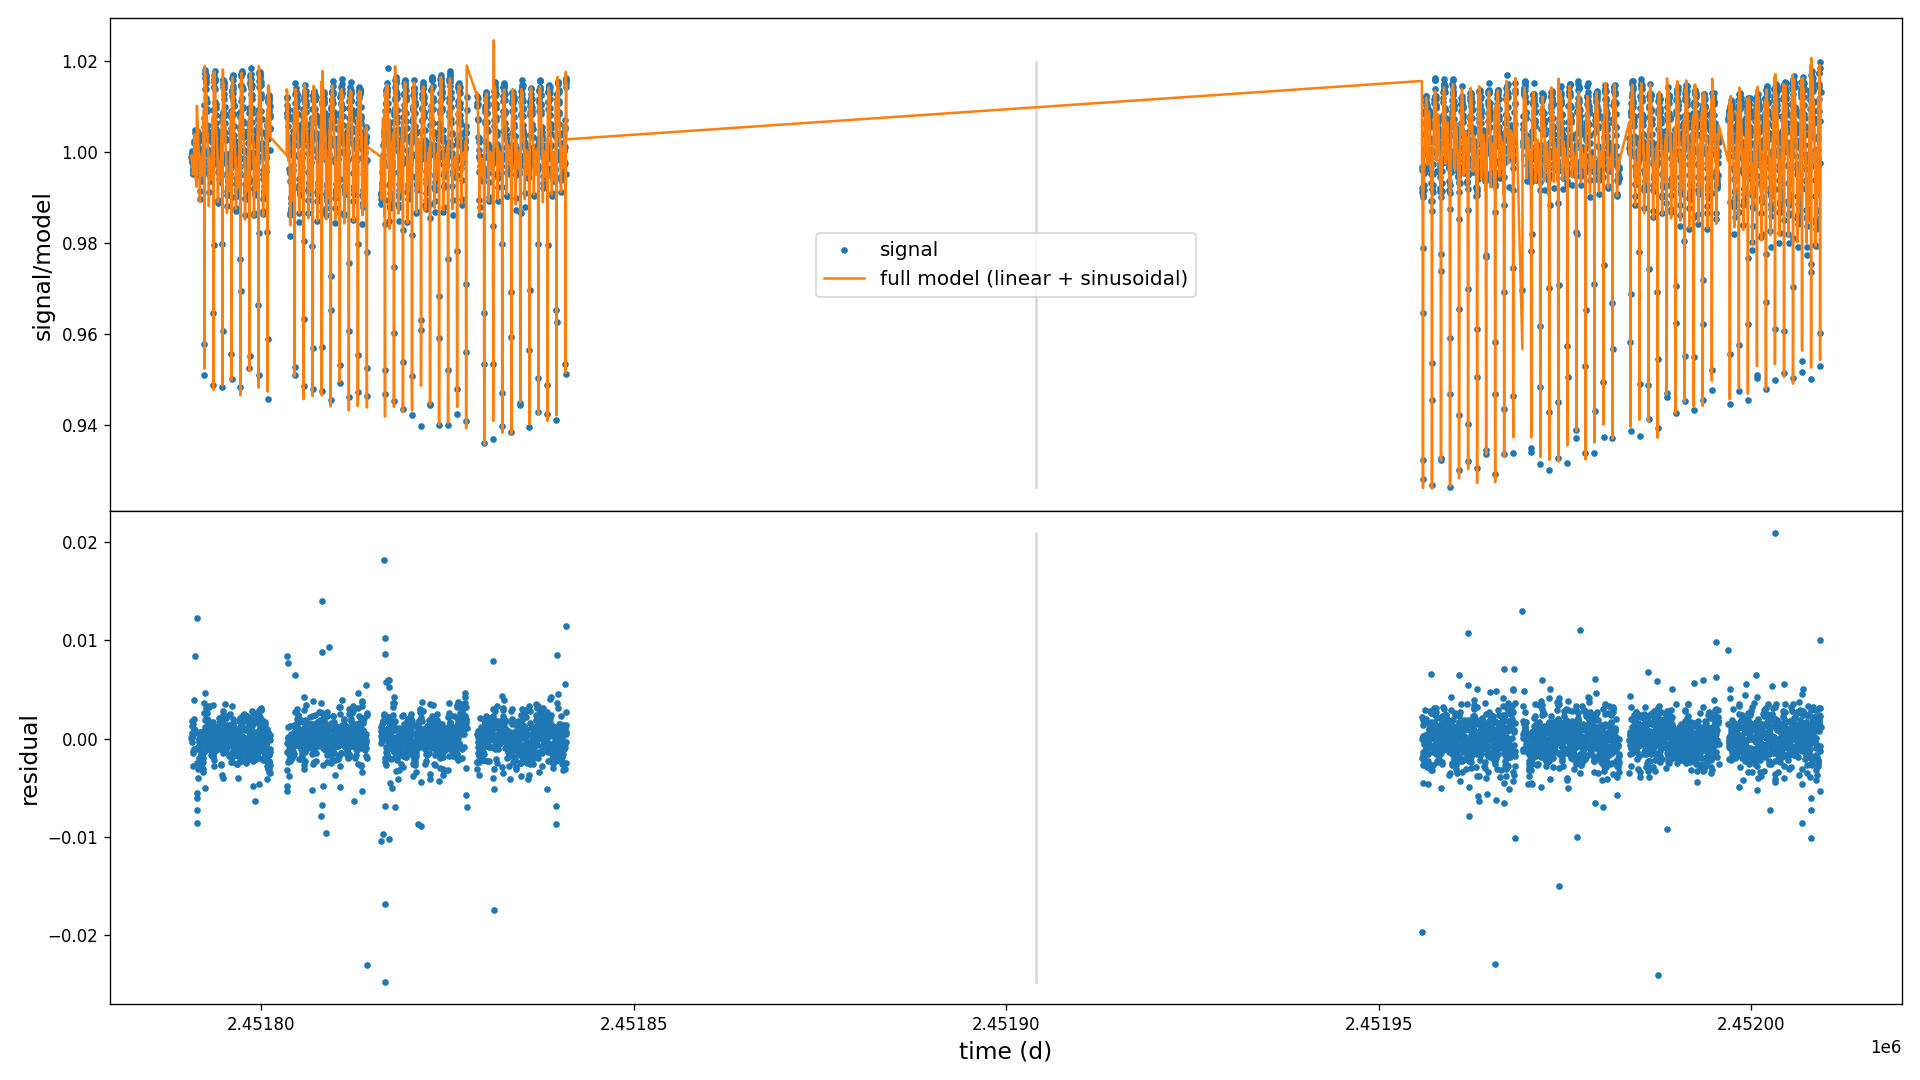 1.02
1.00
0.98
0.96
0.94
signal/model
signal
full model (linear + sinusoidal)
0.02
0.01
0.00
−0.01
−0.02
residual
2.45180
2.45185
2.45190
2.45195
2.45200
time (d)
1e6